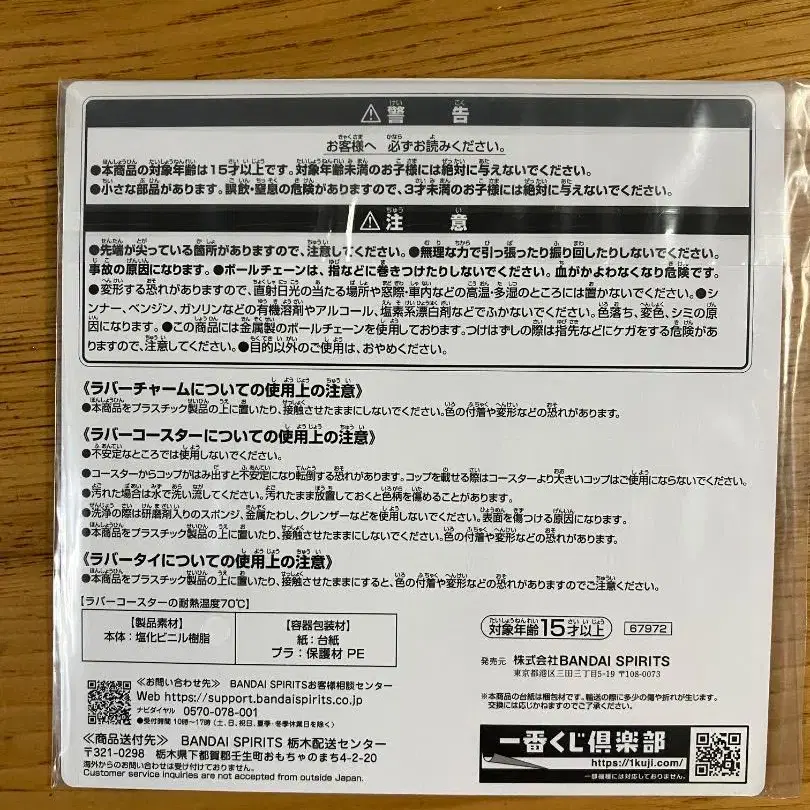 ⚠警告
お客様へ 必ずお読みください。
●本商品の対象年齢は15才以上です。対象年齢未満のお子様には絶対に与えないでください。
●小さな部品があります。誤飲・窒息の危険がありますので、3才未満のお子様には絶対に与えないでください。
⚠注意
●先端が尖っている箇所がありますので、注意してください。●無理な力で引っ張ったり振り回したりしないでください。
事故の原因になります。●ボールチェーンは、指などに巻きつけたりしないでください。血がかよわなくなり危険です。
●変形する恐れがありますので、直射日光の当たる場所や窓際・車内などの高温・多湿のところには置かないでください。●シ
ンナー、ベンジン、ガソリンなどの有機溶剤やアルコール、塩素系漂白剤などでふかないでください。色落ち、変色、シミの原
因になります。●この商品には金属製のボールチェーンを使用しております。つけはずしの際は指先などにケガをする危険があ
りますので、注意してください。●目的以外のご使用は、おやめください。
《ラバーチャームについての使用上の注意》
●本商品をプラスチック製品の上に置いたり、接触させたままにしないでください。色の付着や変形などの恐れがあります。
《ラバーコースターについての使用上の注意》
●不安定なところでは使用しないでください。
●コースターからコップがはみ出すと不安定になり転倒する恐れがあります。コップを載せる際はコースターより大きいコップはご使用にならないでください。
●汚れた場合は水で洗い流してください。汚れたまま放置しておくと色柄を傷めることがあります。
●洗浄の際は研磨剤入りのスポンジ、金属たわし、クレンザーなどを使用しないでください。表面を傷つける原因になります。
●本商品をプラスチック製品の上に置いたり、接触させたままにしないでください。色の付着や変形などの恐れがあります。
《ラバータイについての使用上の注意》
●本商品をプラスチック製品の上に置いたり、接触させたままにすると、色の付着や変形などの恐れがありますのでご注意ください。
【ラバーコースターの耐熱温度70℃】
【製品素材】
本体：塩化ビニル樹脂
【容器包装材】
紙：台紙
プラ：保護材 PE
対象年齢15才以上
67972
発売元 株式会社BANDAI SPIRITS
東京都港区三田三丁目5-19 〒108-0073
≪お問い合わせ先≫ BANDAI SPIRITSお客様相談センター
Web https://support.bandaispirits.co.jp
ナビダイヤル 0570-078-001
●受付時間 10時〜17時（土、日、祝日、夏季・冬季休業日を除く）
※本商品の台紙は梱包材です。輸送の際に多少の傷や折れが生じます。
交換には応じかねますのでご了承ください。
≪商品送付先≫ BANDAI SPIRITS 栃木配送センター
〒321-0298 栃木県下都賀郡壬生町おもちゃのまち4-2-20
海外からのお問い合わせは受け付けておりません。
Customer service inquiries are not accepted from outside Japan.
一番くじ倶楽部
https://1kuji.com/
一部機種には対応しておりません。